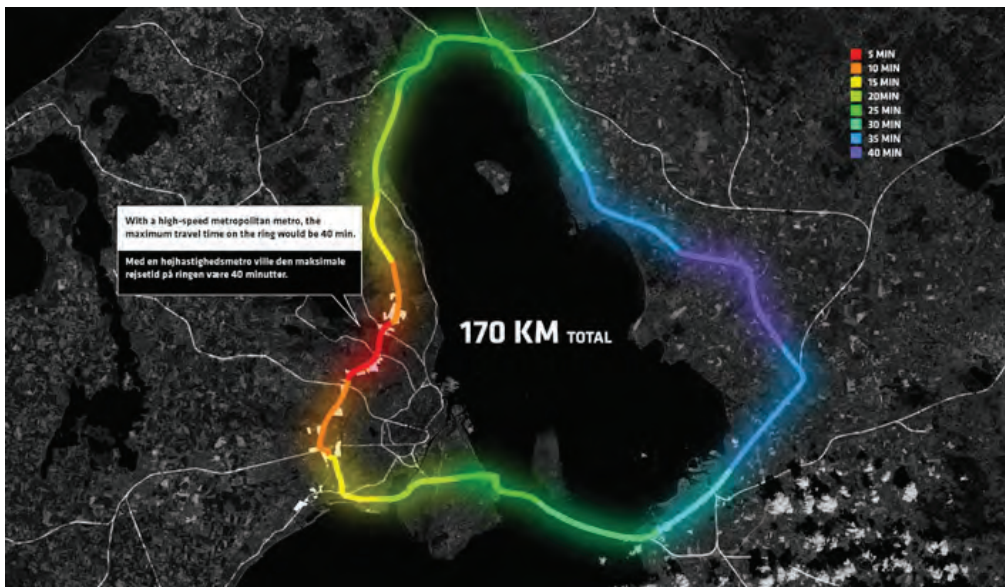 5 MIN
10 MIN
15 MIN
20MIN
25 MIN
30 MIN
35 MIN
40 MIN
With a high-speed metropolitan metro, the
maximum travel time on the ring would be 40 min.
Med en højhastighedsmetro ville den maksimale
rejsetid på ringen være 40 minutter.
170 KM TOTAL